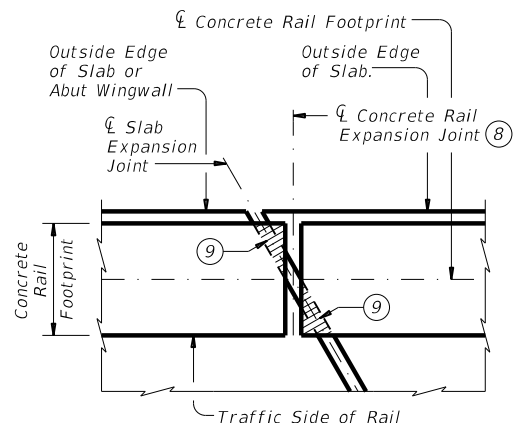 ℄ Concrete Rail Footprint
Outside Edge
of Slab or
Abut Wingwall
Outside Edge
of Slab.
℄ Slab
Expansion
Joint
℄ Concrete Rail
Expansion Joint 8
9
9
Concrete
Rail
Footprint
Traffic Side of Rail